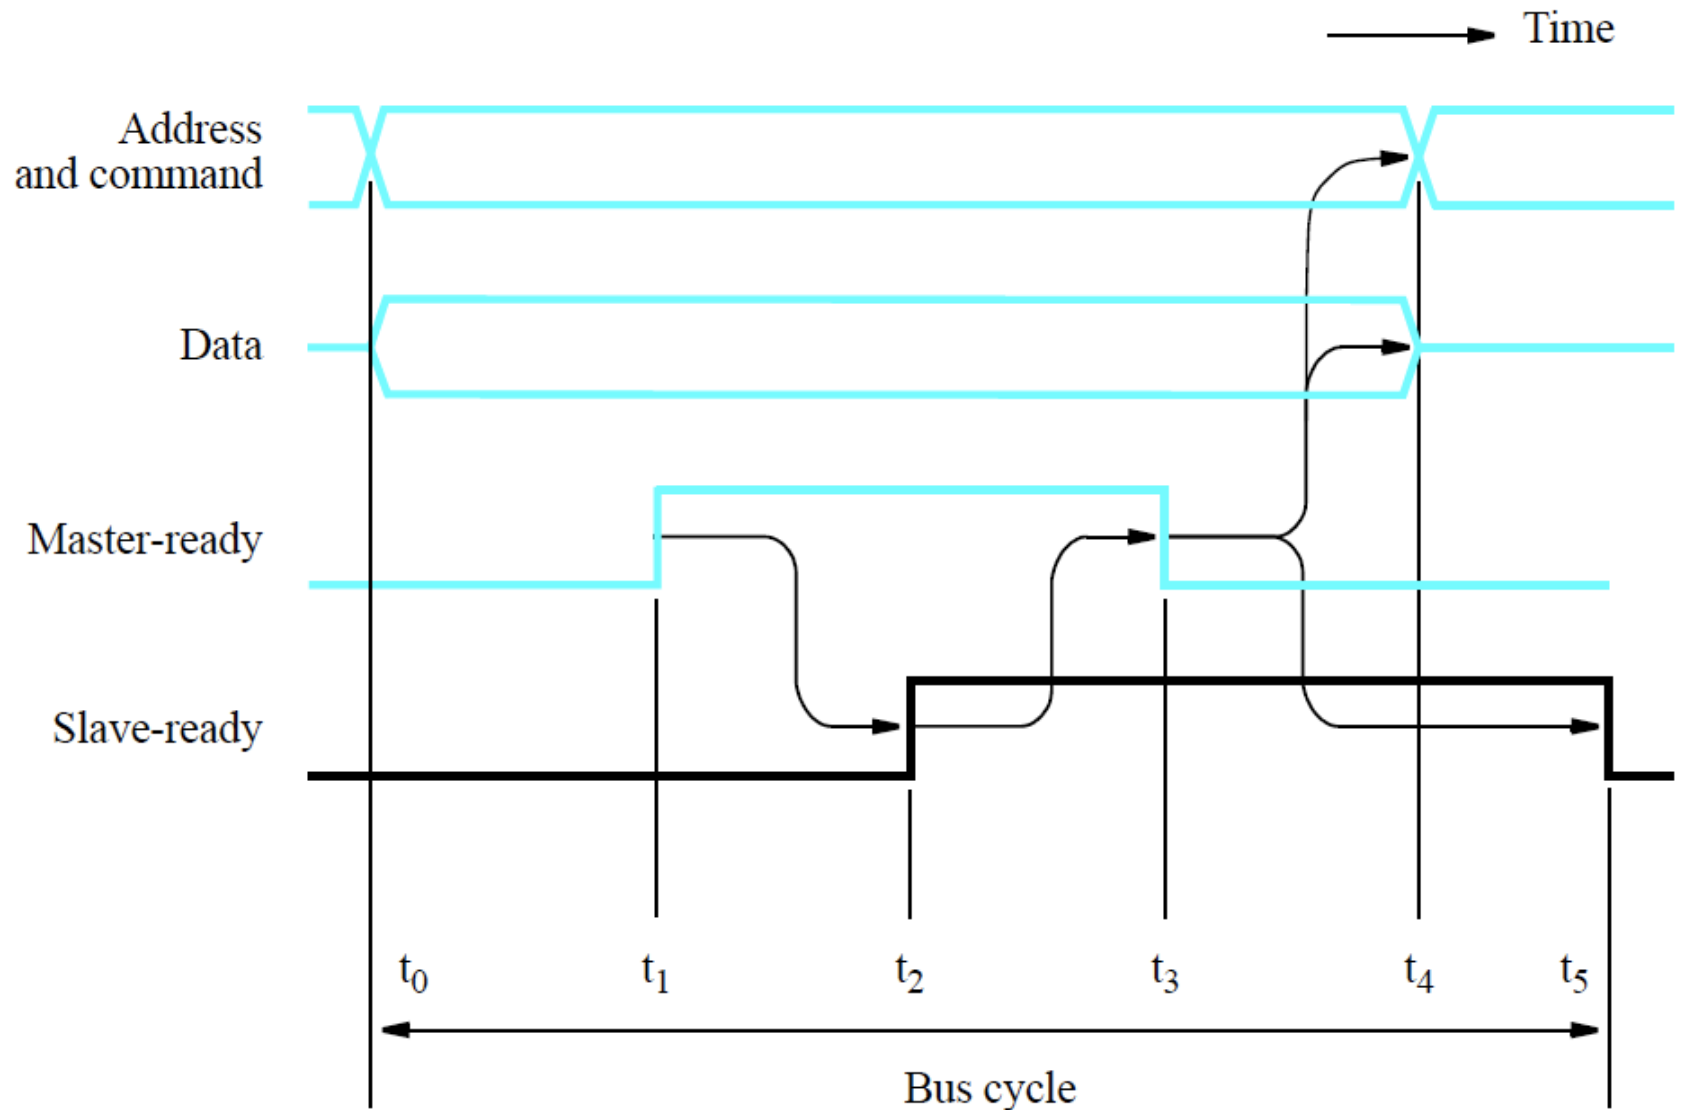 Time
Address
and command
Data
Master-ready
Slave-ready
t0 t1 t2 t3 t4 t5
Bus cycle